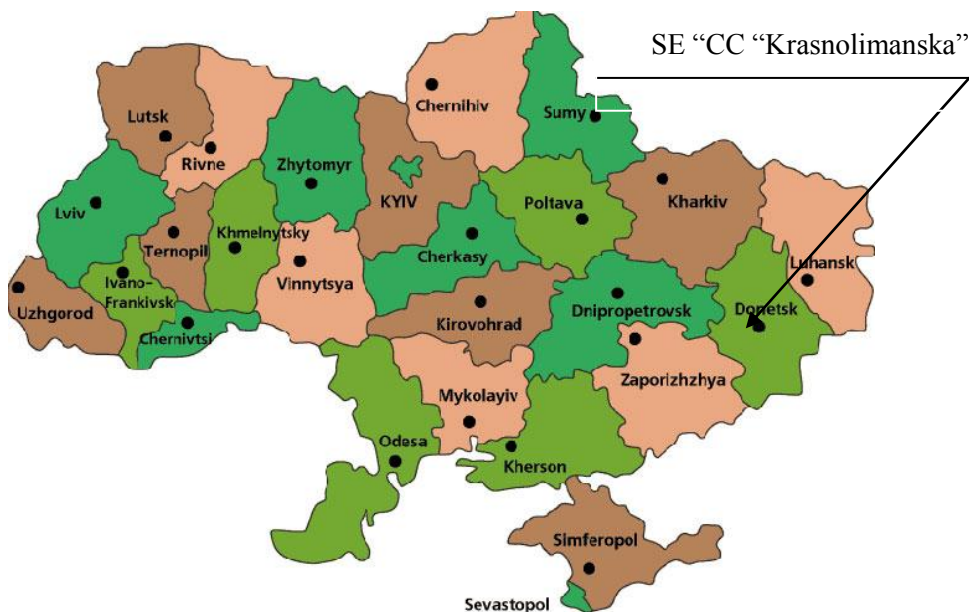 SE “CC “Krasnolimanska”
Chernihiv
Sumy
Lutsk
Rivne
Zhytomyr
KYIV
Kharkiv
Poltava
Lviv
Khmelnytsky
Ternopil
Cherkasy
Luhansk
Vinnytsya
Ivano-
Frankivsk
Uzhgorod
Kirovohrad
Dnipropetrovsk
Donetsk
Chernivtsi
Zaporizhzhya
Mykolayiv
Odesa
Kherson
Simferopol
Sevastopol